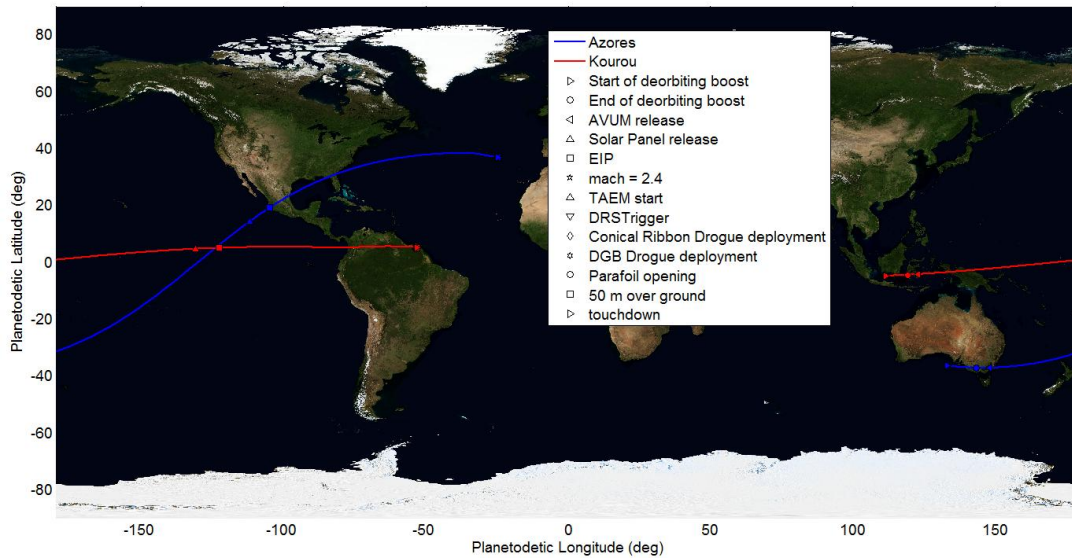 80
60
40
20
0
-20
-40
-60
-80
Planetodetic Latitude (deg)
Azores
Kourou
Start of deorbiting boost
End of deorbiting boost
AVUM release
Solar Panel release
EIP
mach = 2.4
TAEM start
DRSTrigger
Conical Ribbon Drogue deployment
DGB Drogue deployment
Parafoil opening
50 m over ground
touchdown
-150
-100
-50
0
50
100
150
Planetodetic Longitude (deg)